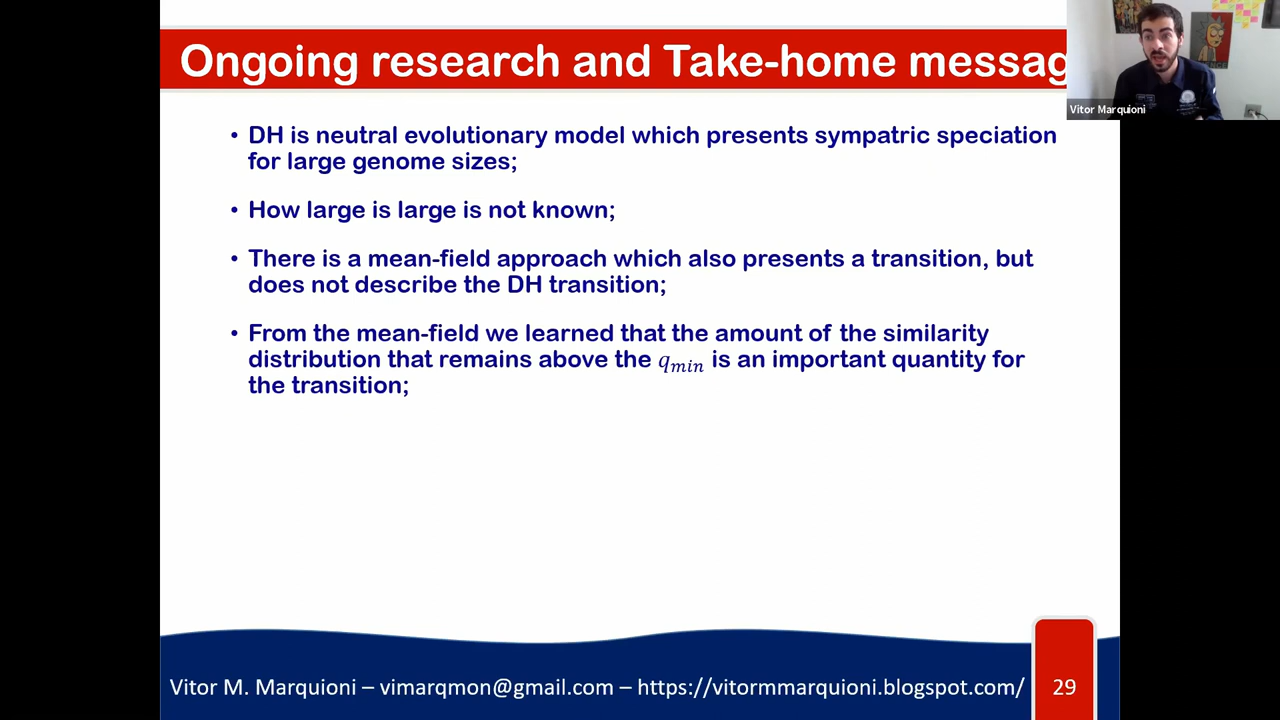 Ongoing research and Take-home messag
Vitor Marquioni
• DH is neutral evolutionary model which presents sympatric speciation
for large genome sizes;
• How large is large is not known;
• There is a mean-field approach which also presents a transition, but
does not describe the DH transition;
• From the mean-field we learned that the amount of the similarity
distribution that remains above the q_min is an important quantity for
the transition;
Vitor M. Marquioni – vimarqmon@gmail.com – https://vitormmarquioni.blogspot.com/
29